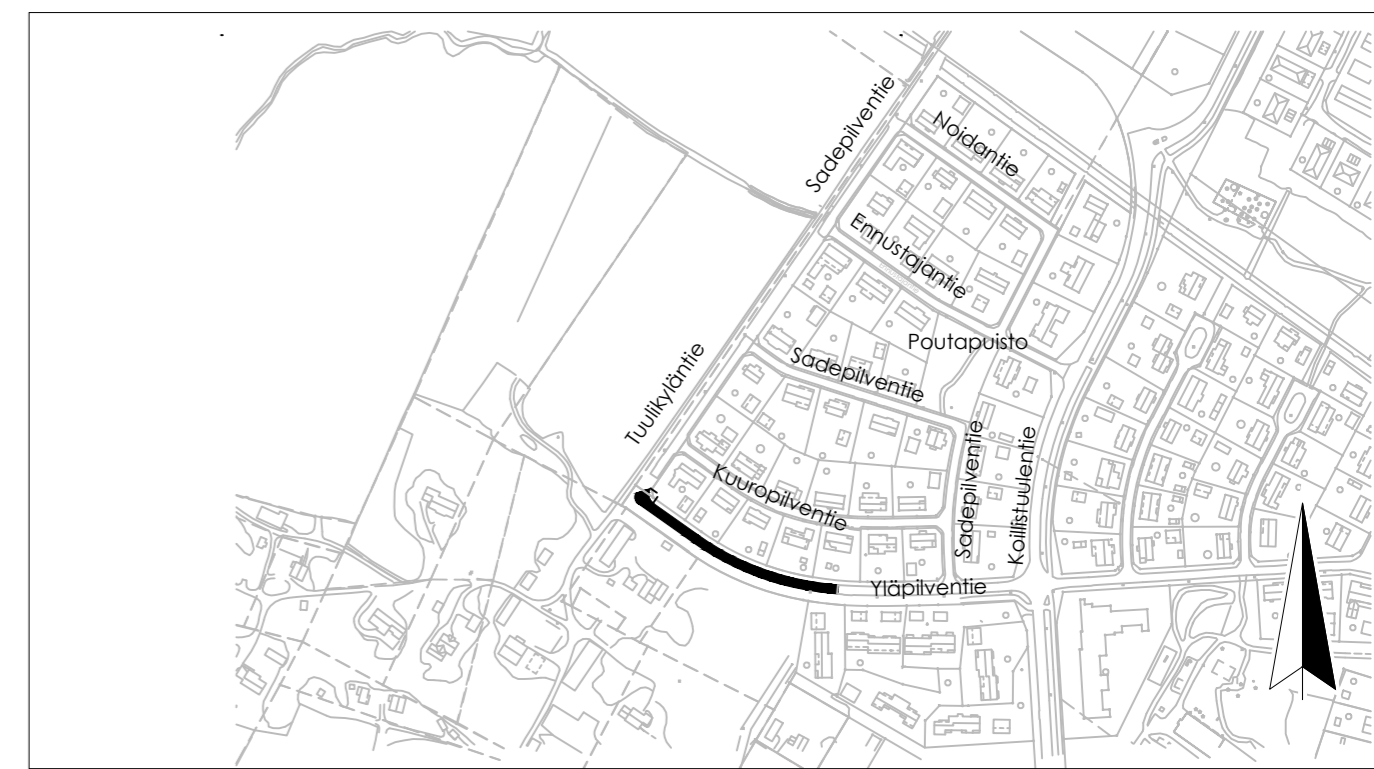 Sadepilventie
Noidantie
Ennustajantie
Poutapuisto
Tuulikyläntie
Sadepilventie
Kuuropilventie
Sadepilventie
Koillistuulentie
Yläpilventie